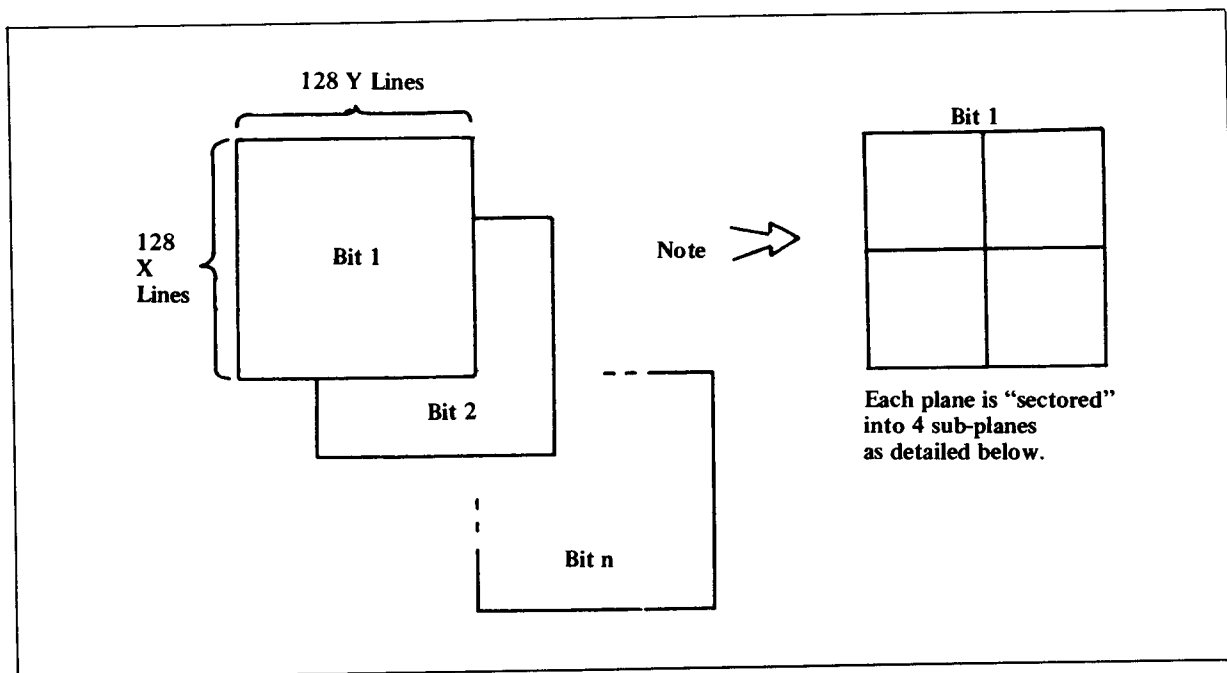 128 Y Lines
128
X
Lines
Bit 1
Bit 2
Bit n
Note
Bit 1
Each plane is “sectored”
into 4 sub-planes
as detailed below.